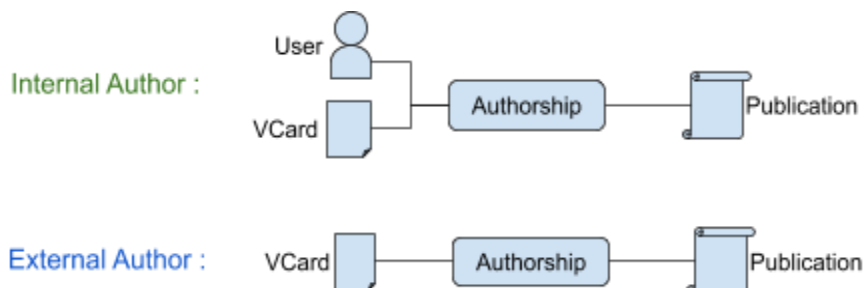 User
Internal Author :
Authorship
Publication
VCard
External Author :
VCard
Authorship
Publication